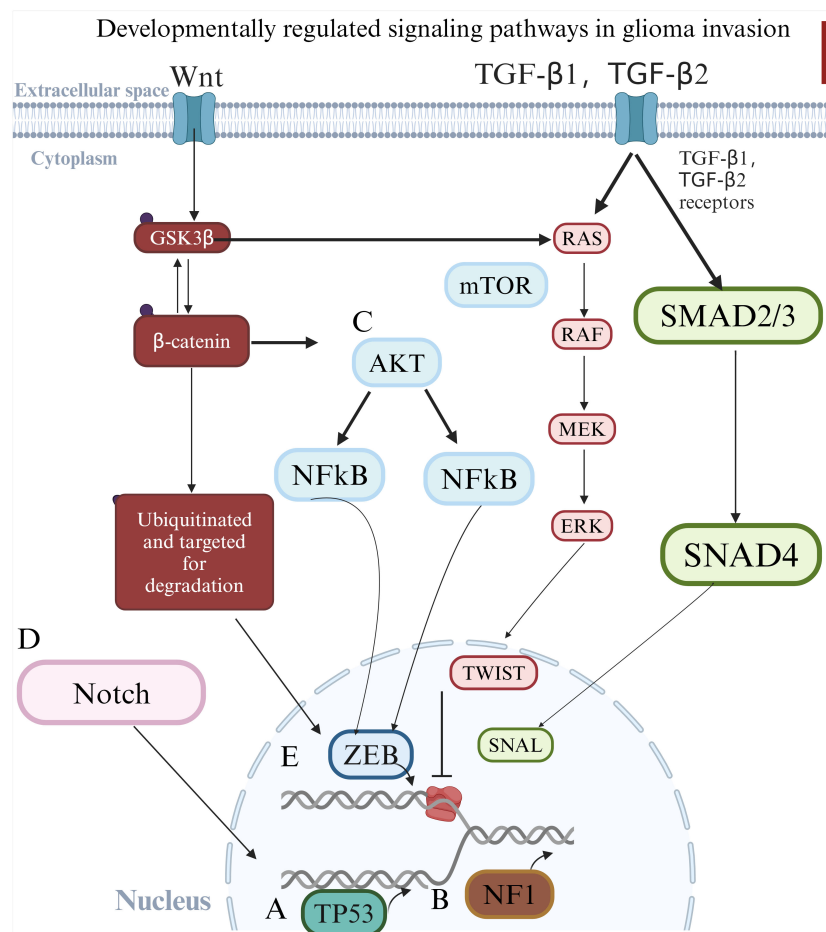 Developmentally regulated signaling pathways in glioma invasion
Wnt
TGF-β1, TGF-β2
Extracellular space
Cytoplasm
TGF-β1,
TGF-β2
receptors
GSK3β
RAS
mTOR
SMAD2/3
C
β-catenin
RAF
AKT
MEK
NFkB
NFkB
Ubiquitinated
and targeted
for
degradation
ERK
SNAD4
D
Notch
TWIST
SNAL
E
ZEB
Nucleus
A
TP53
B
NF1